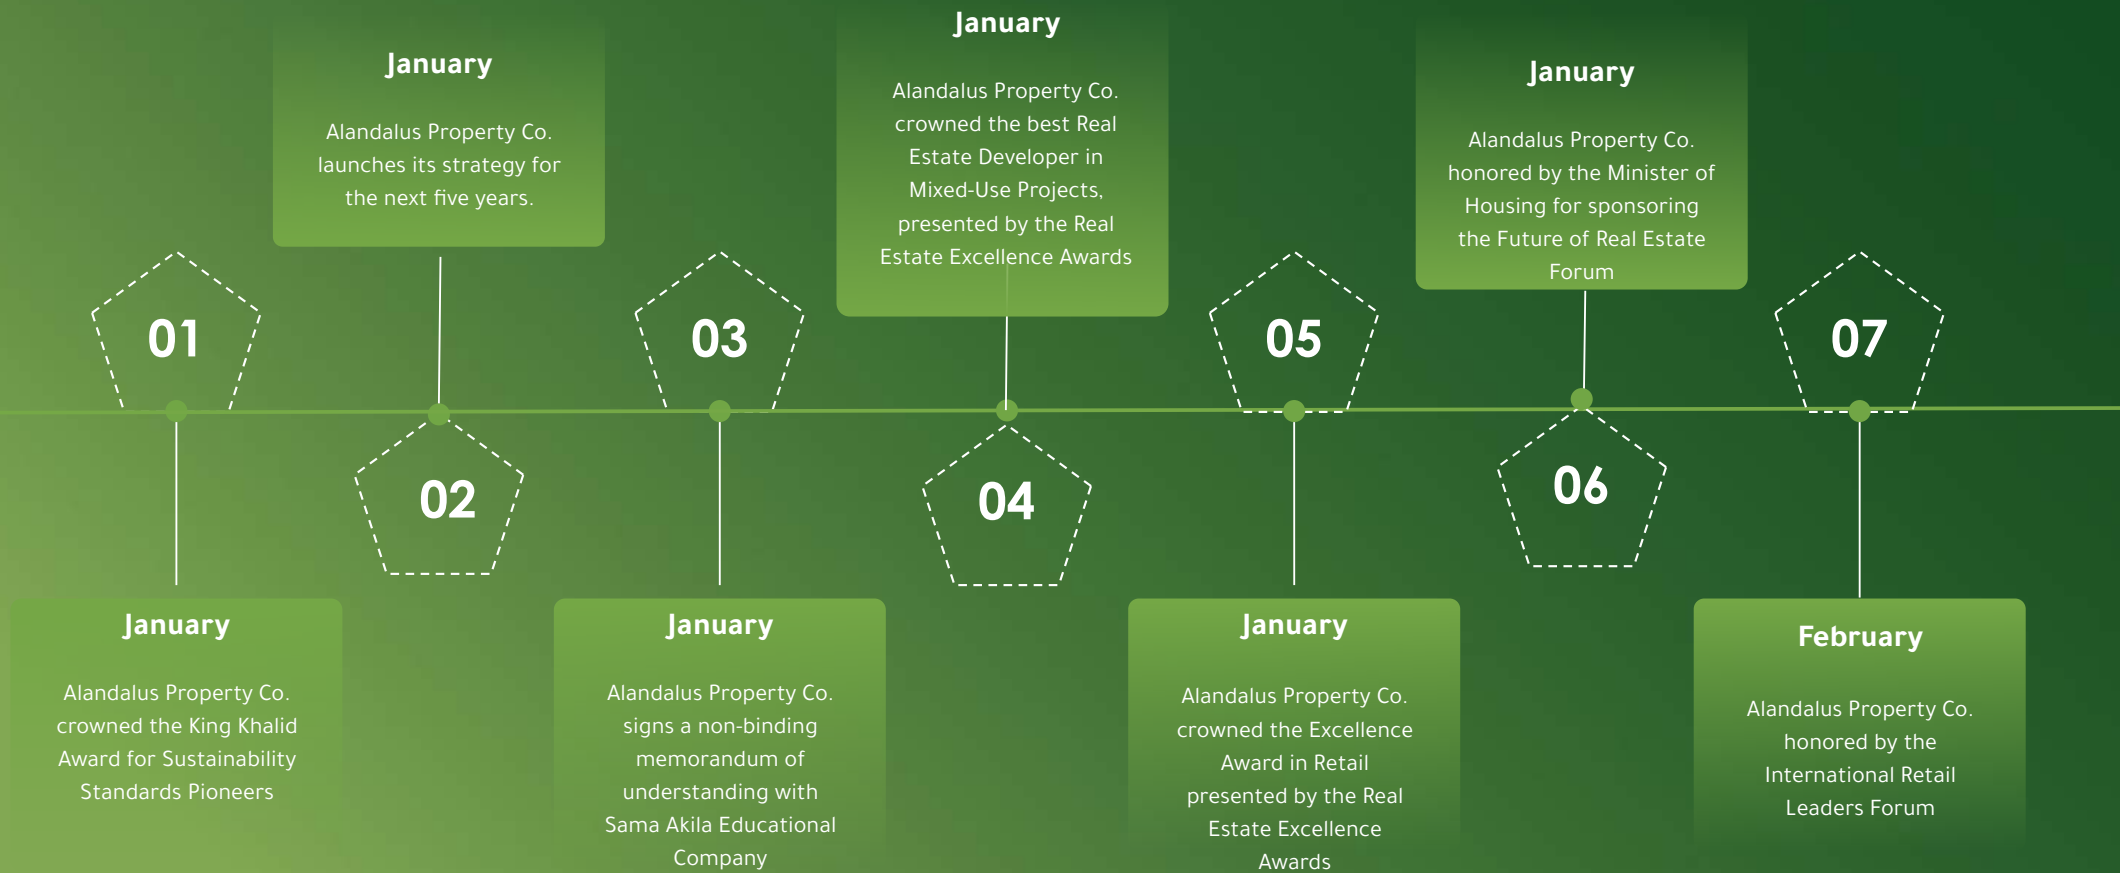 01
January
Alandalus Property Co.
crowned the King Khalid
Award for Sustainability
Standards Pioneers
January
Alandalus Property Co.
launches its strategy for
the next five years.
02
03
January
Alandalus Property Co.
signs a non-binding
memorandum of
understanding with
Sama Akila Educational
Company
January
Alandalus Property Co.
crowned the best Real
Estate Developer in
Mixed-Use Projects,
presented by the Real
Estate Excellence Awards
04
05
January
Alandalus Property Co.
crowned the Excellence
Award in Retail
presented by the Real
Estate Excellence
Awards
January
Alandalus Property Co.
honored by the Minister of
Housing for sponsoring
the Future of Real Estate
Forum
06
07
February
Alandalus Property Co.
honored by the
International Retail
Leaders Forum